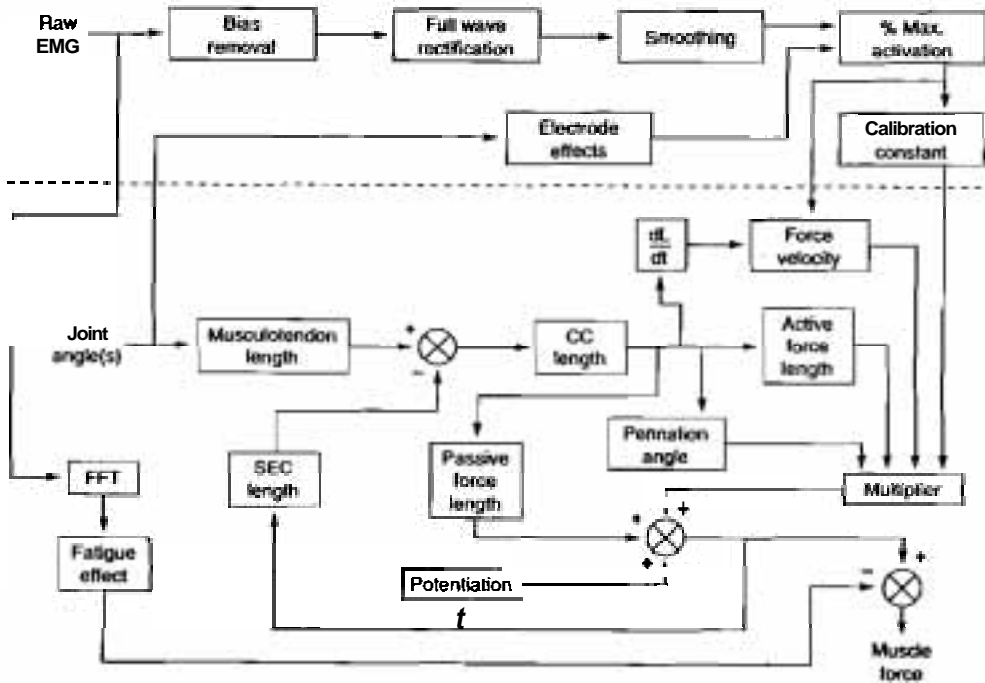 Raw
EMG
Bias
removal
Full wave
rectification
Smoothing
% Max.
activation
Electrode
effects
Calibration
constant
dL
dt
Force
velocity
Joint
angle(s)
Musculotendon
length
+
−
CC
length
Active
force
length
Pennation
angle
SEC
length
Passive
force
length
FFT
Multiplier
+
+
+
Fatigue
effect
Potentiation
t
+
−
Muscle
force